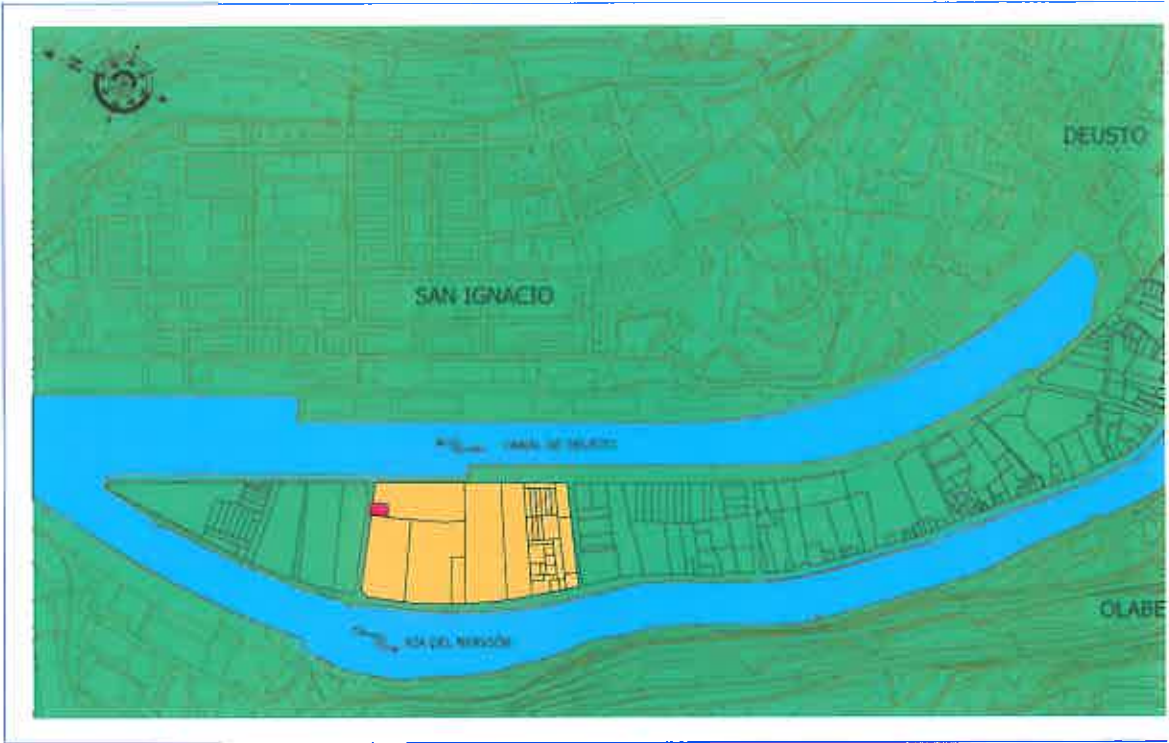 N
DEUSTO
SAN IGNACIO
CANAL DE DEUSTO
OLABE
RÍA DEL NERVIÓN